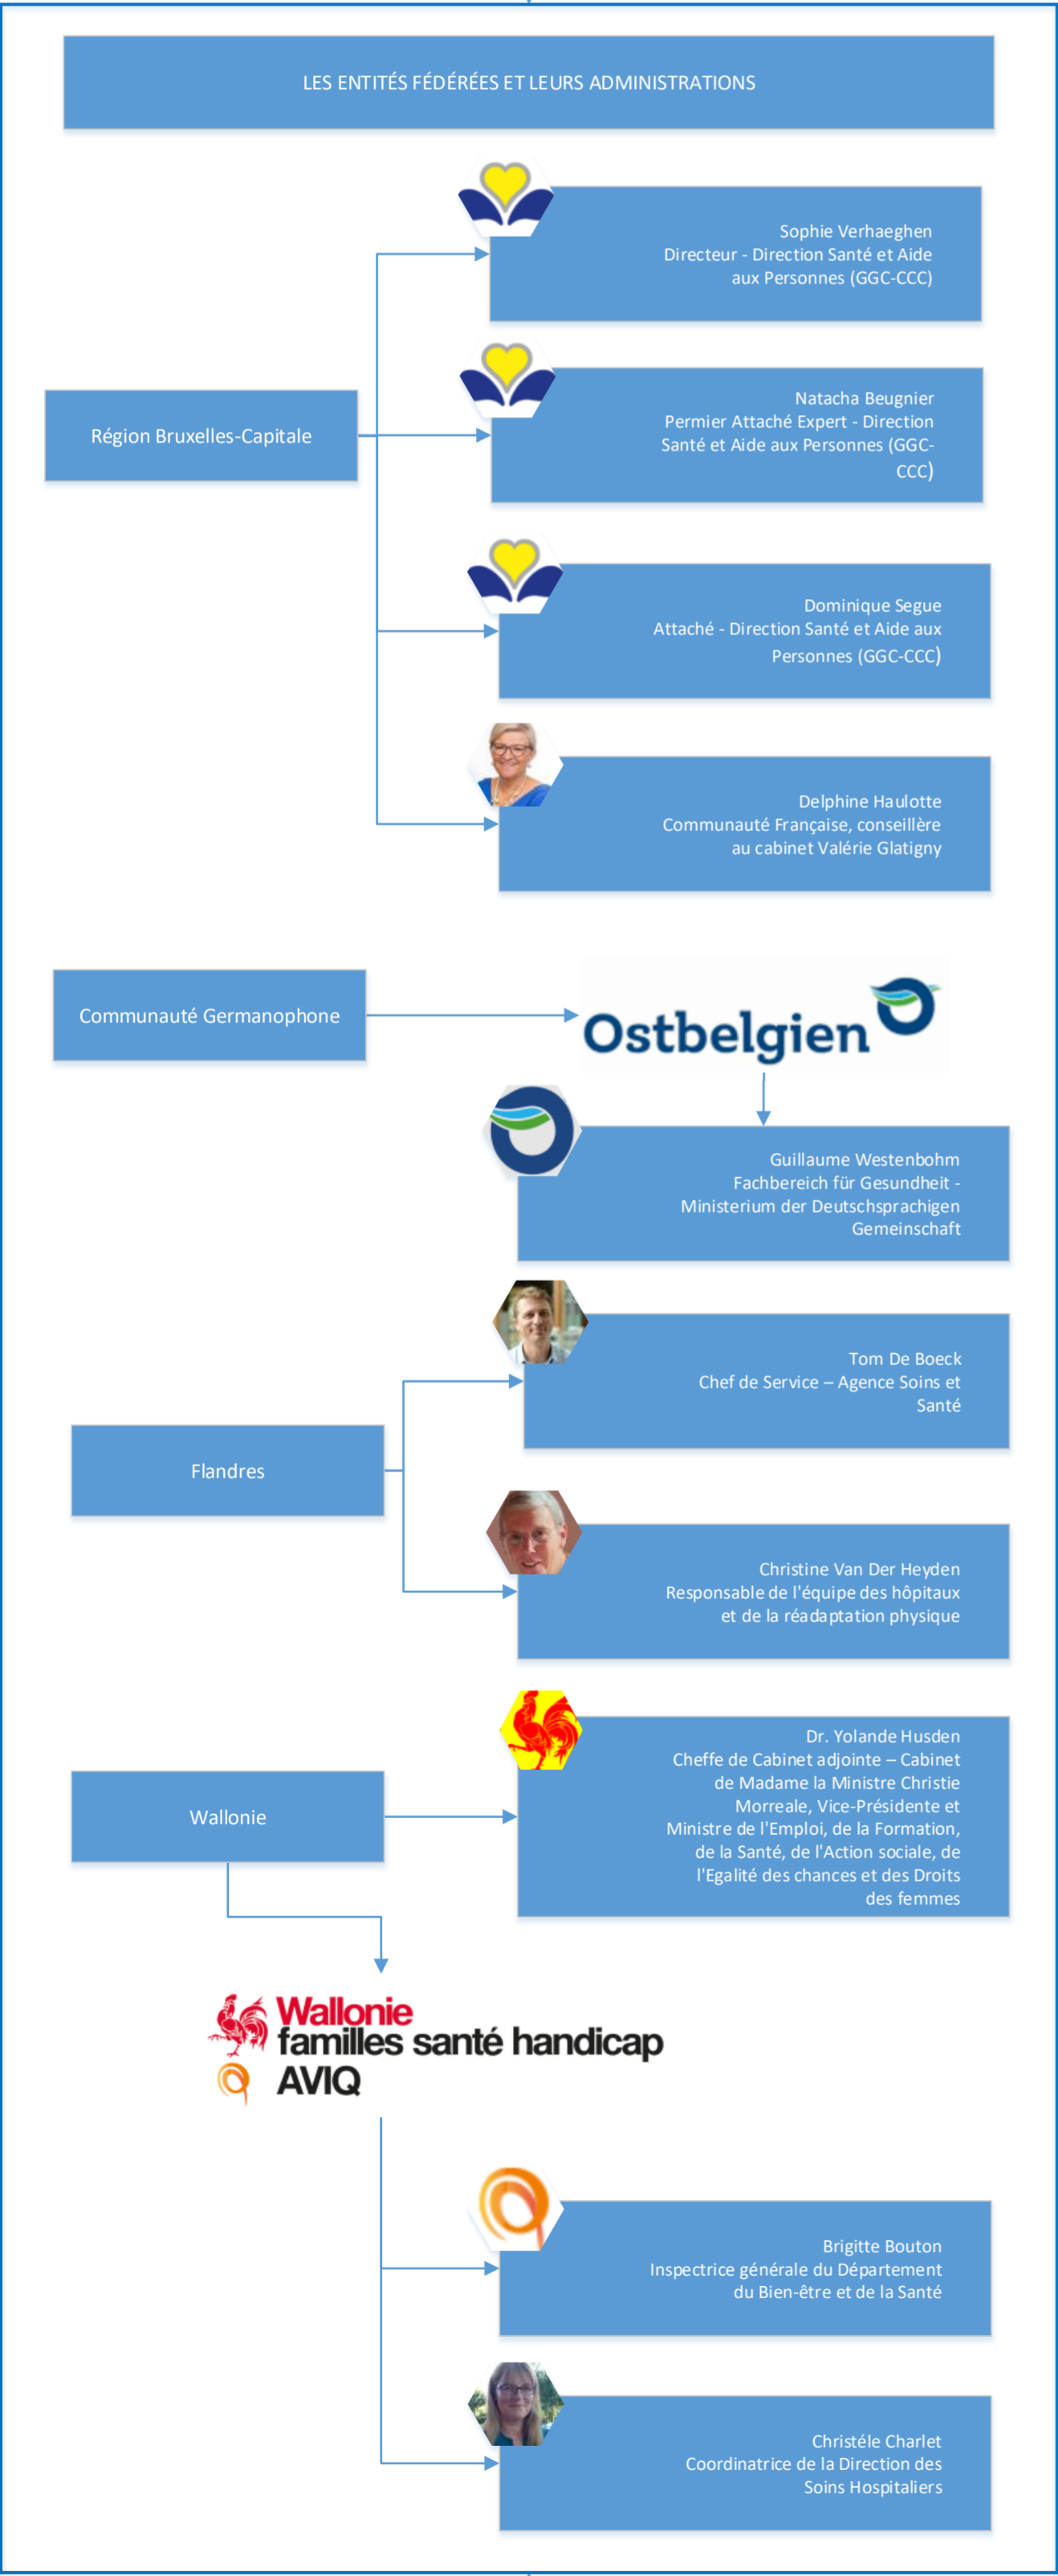 LES ENTITÉS FÉDÉRÉES ET LEURS ADMINISTRATIONS
Région Bruxelles-Capitale
Sophie Verhaeghen
Directeur - Direction Santé et Aide
aux Personnes (GGC-CCC)
Natacha Beugnier
Permier Attaché Expert - Direction
Santé et Aide aux Personnes (GGC-
CCC)
Dominique Segue
Attaché - Direction Santé et Aide aux
Personnes (GGC-CCC)
Delphine Haulotte
Communauté Française, conseillère
au cabinet Valérie Glatigny
Communauté Germanophone
Ostbelgien
Guillaume Westenbohm
Fachbereich für Gesundheit -
Ministerium der Deutschsprachigen
Gemeinschaft
Flandres
Tom De Boeck
Chef de Service – Agence Soins et
Santé
Christine Van Der Heyden
Responsable de l'équipe des hôpitaux
et de la réadaptation physique
Wallonie
Dr. Yolande Husden
Cheffe de Cabinet adjointe – Cabinet
de Madame la Ministre Christie
Morreale, Vice-Présidente et
Ministre de l'Emploi, de la Formation,
de la Santé, de l'Action sociale, de
l'Egalité des chances et des Droits
des femmes
Wallonie
familles santé handicap
AVIQ
Brigitte Bouton
Inspectrice générale du Département
du Bien-être et de la Santé
Christéle Charlet
Coordinatrice de la Direction des
Soins Hospitaliers